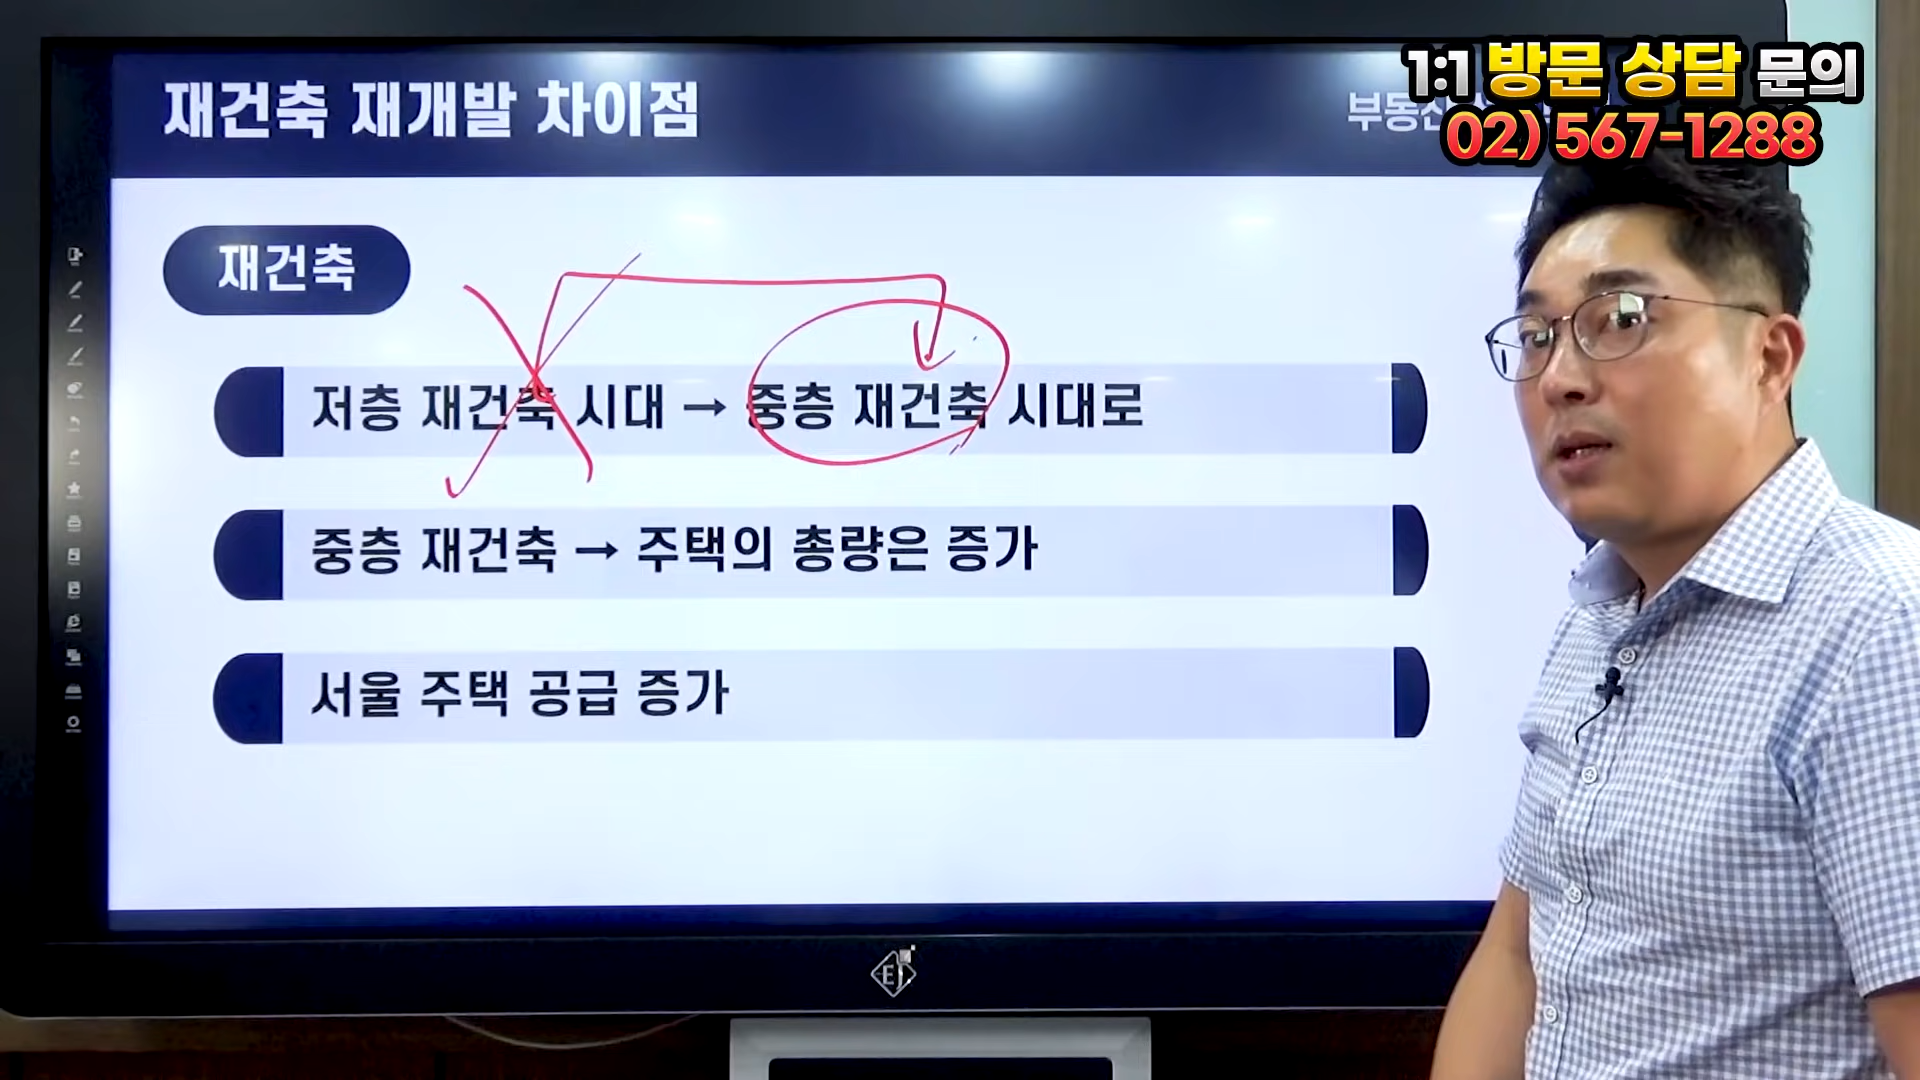 재건축 재개발 차이점
1:1 방문 상담 문의
02) 567-1288
재건축
저층 재건축 시대 → 중층 재건축 시대로
중층 재건축 → 주택의 총량은 증가
서울 주택 공급 증가